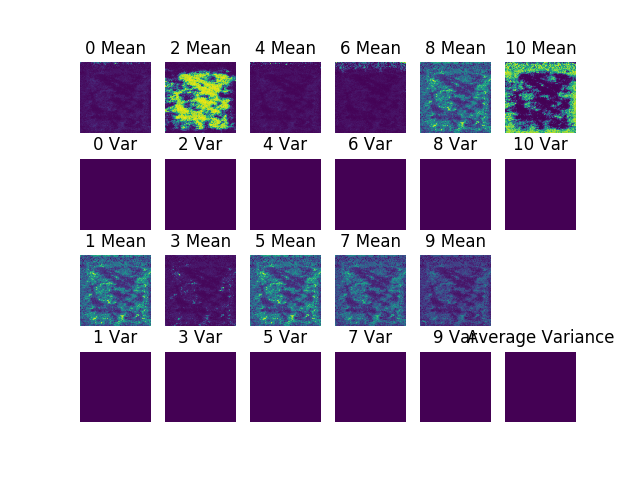 0 Mean 2 Mean 4 Mean 6 Mean 8 Mean 10 Mean
0 Var 2 Var 4 Var 6 Var 8 Var 10 Var
1 Mean 3 Mean 5 Mean 7 Mean 9 Mean
1 Var 3 Var 5 Var 7 Var 9 Var Average Variance